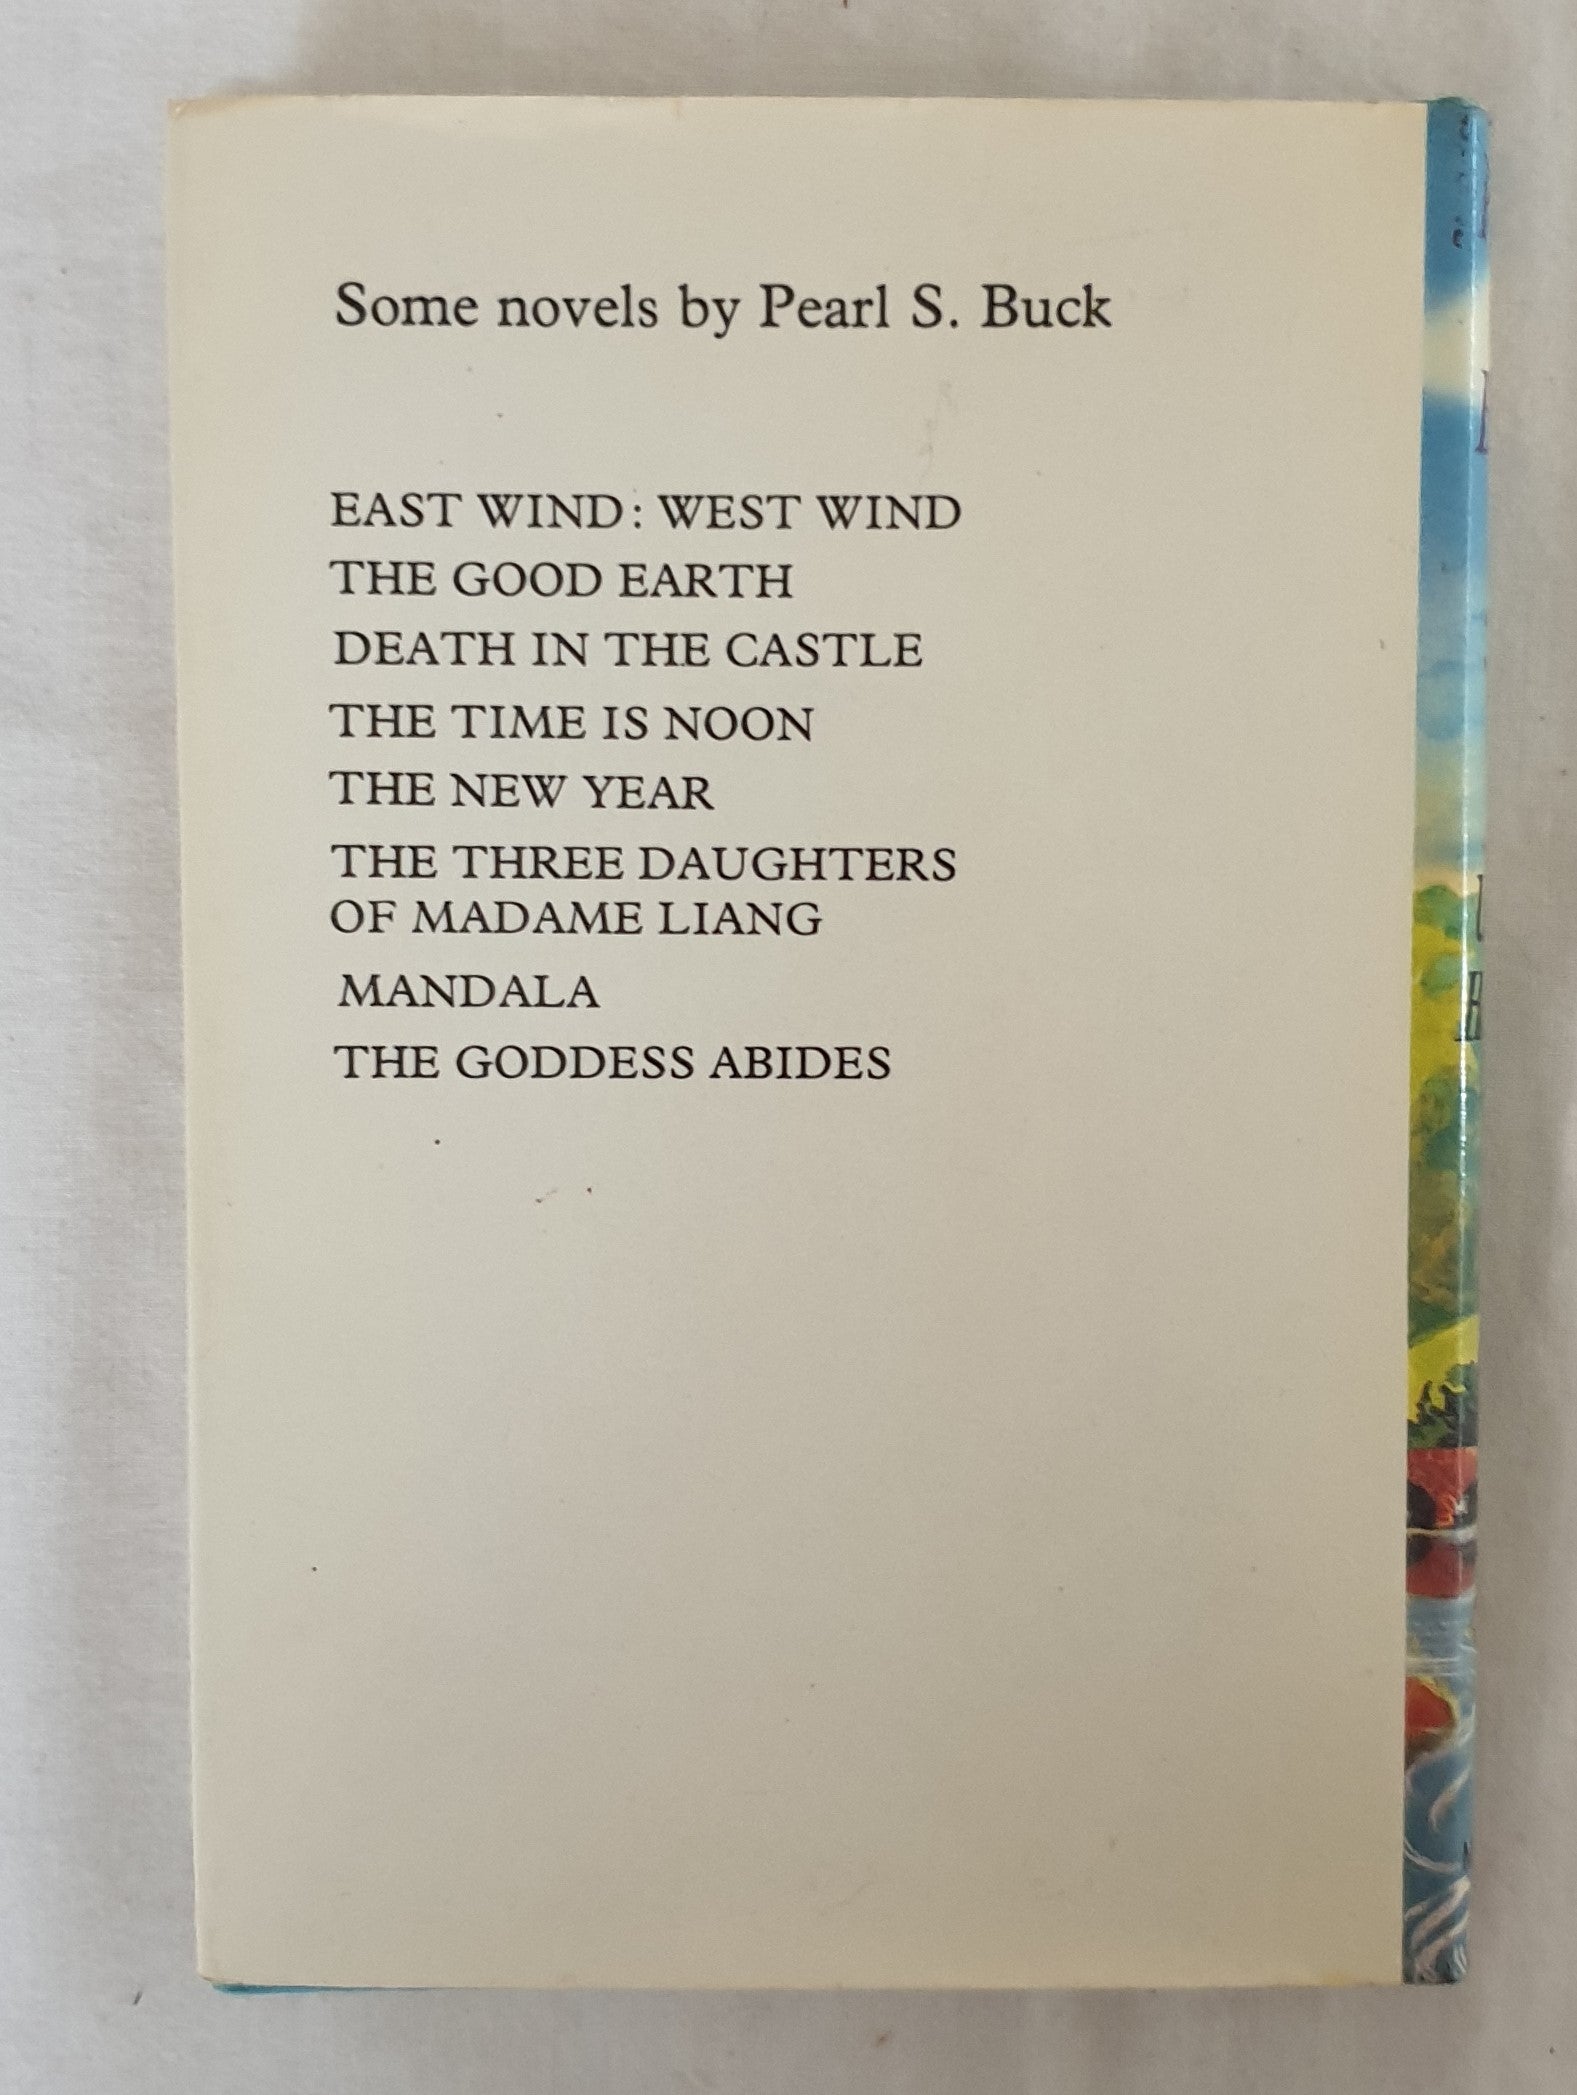 Some novels by Pearl S. Buck
EAST WIND: WEST WIND
THE GOOD EARTH
DEATH IN THE CASTLE
THE TIME IS NOON
THE NEW YEAR
THE THREE DAUGHTERS
OF MADAME LIANG
MANDALA
THE GODDESS ABIDES